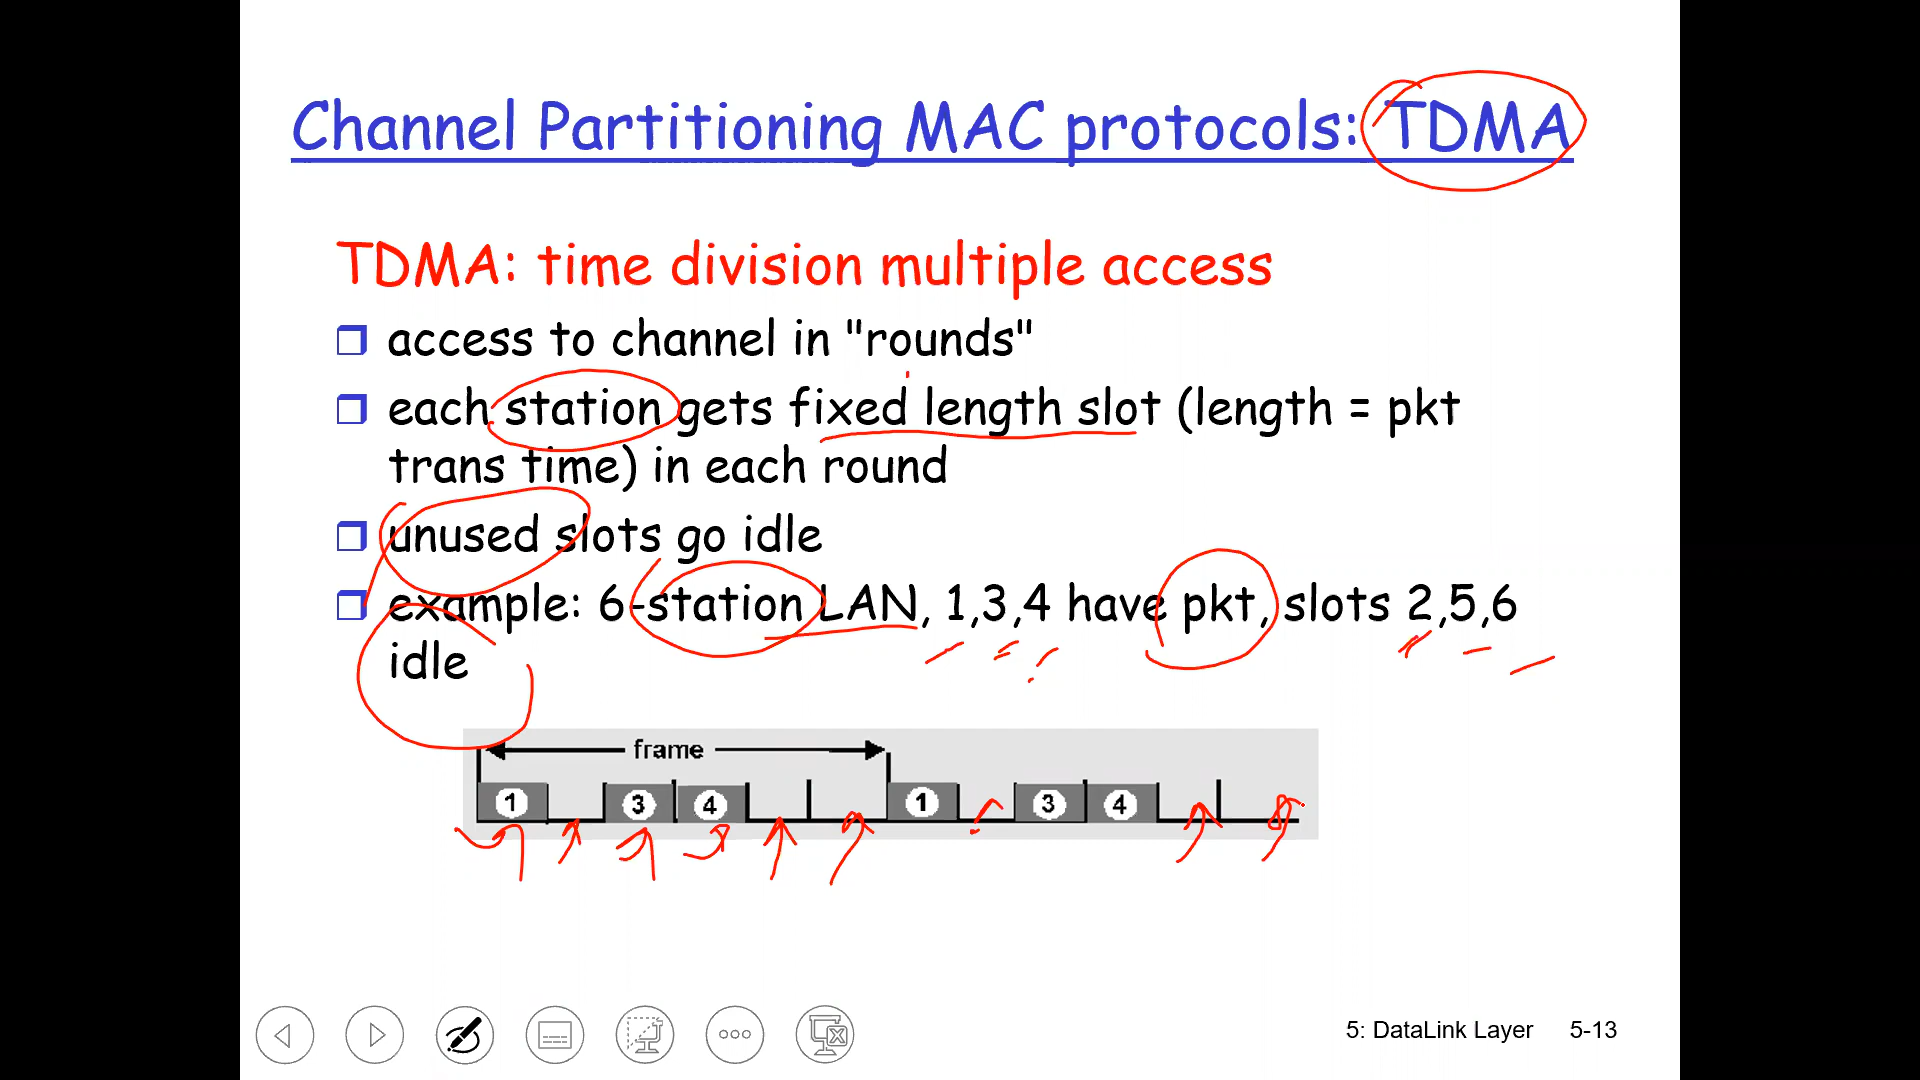 Channel Partitioning MAC protocols: TDMA
TDMA: time division multiple access
access to channel in "rounds"
each station gets fixed length slot (length = pkt
trans time) in each round
unused slots go idle
example: 6-station LAN, 1,3,4 have pkt, slots 2,5,6
idle
frame
1 3 4 1 3 4
5: DataLink Layer 5-13